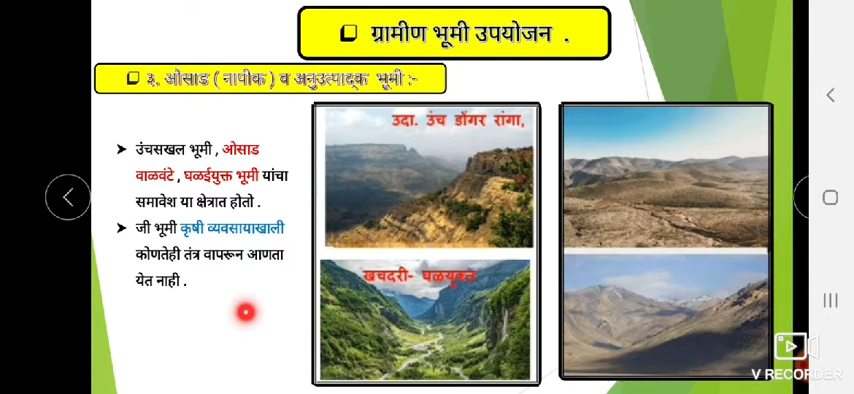 ❑ ग्रामीण भूमी उपयोजन .
❑ ३. ओसाड ( नापीक ) व अनुउत्पाद्क भूमी :-
➤ उंचसखल भूमी , ओसाड
वाळवंटे , घळईयुक्त भूमी यांचा
समावेश या क्षेत्रात होतो .
➤ जी भूमी कृषी व्यवसायाखाली
कोणतेही तंत्र वापरून आणता
येत नाही .
उदा. उंच डोंगर रांगा,
खचदरी- घळयुक्त
V RECORDER